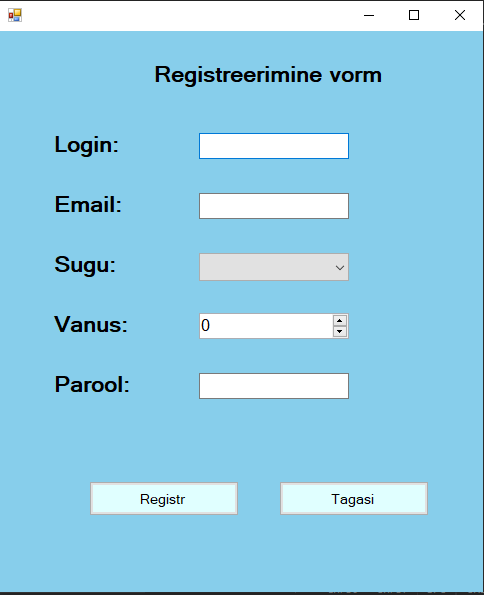 Registreerimine vorm
Login:
Email:
Sugu:
Vanus:
0
Parool:
Registr
Tagasi